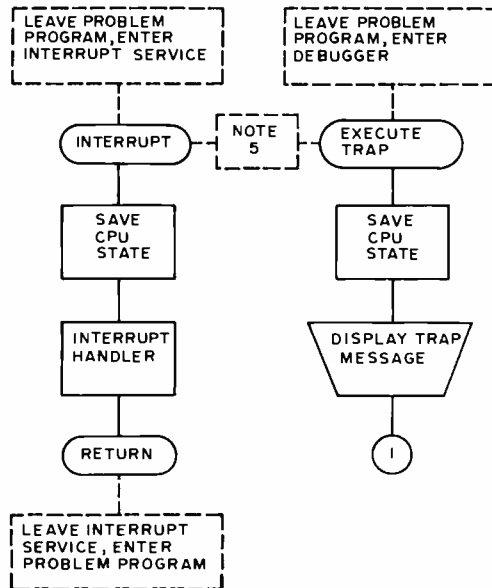 LEAVE PROBLEM
PROGRAM, ENTER
INTERRUPT SERVICE
LEAVE PROBLEM
PROGRAM, ENTER
DEBUGGER
INTERRUPT
NOTE
5
EXECUTE
TRAP
SAVE
CPU
STATE
SAVE
CPU
STATE
INTERRUPT
HANDLER
DISPLAY TRAP
MESSAGE
RETURN
1
LEAVE INTERRUPT
SERVICE, ENTER
PROBLEM PROGRAM